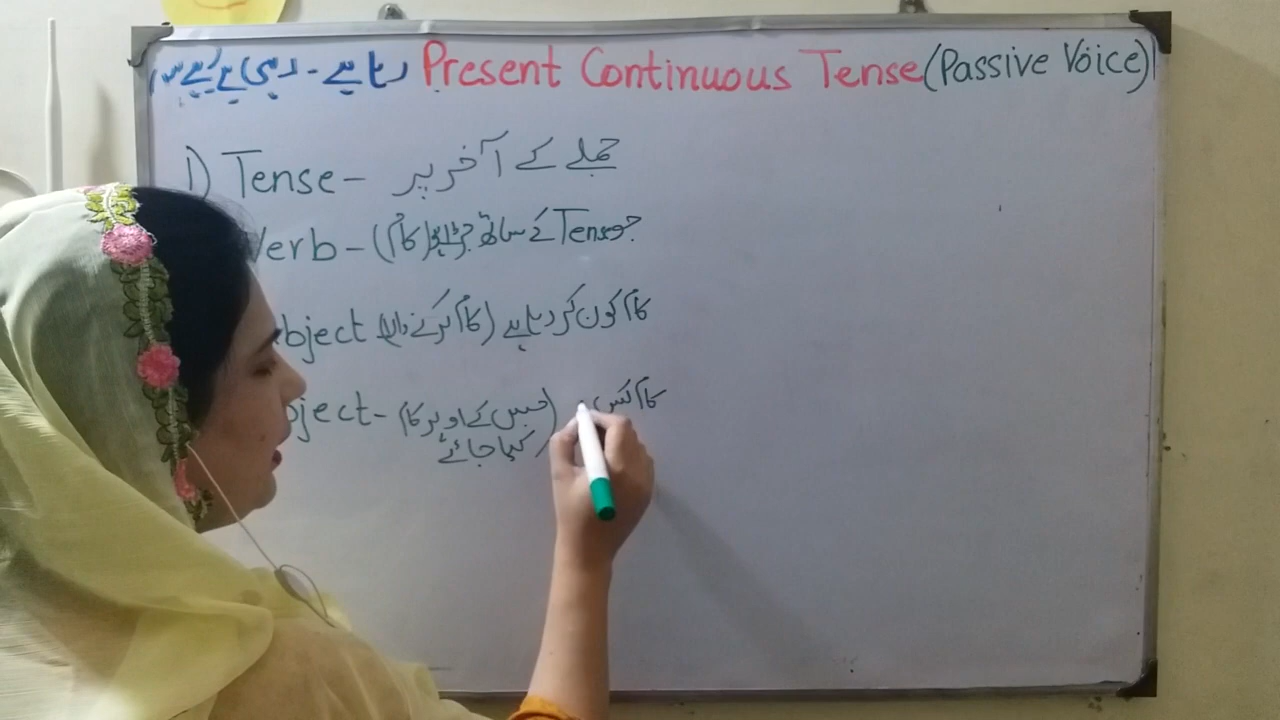 Present Continuous Tense (Passive Voice) رہا ہے - رہی ہے
1) Tense - جملے کے آخر پر
Verb - جو Tense کے ساتھ جڑا ہو (کام)
bject کام کون کر رہا ہے (کام کرنے والا)
bject - کام کس (جس کے اوپر کام
کیا جائے